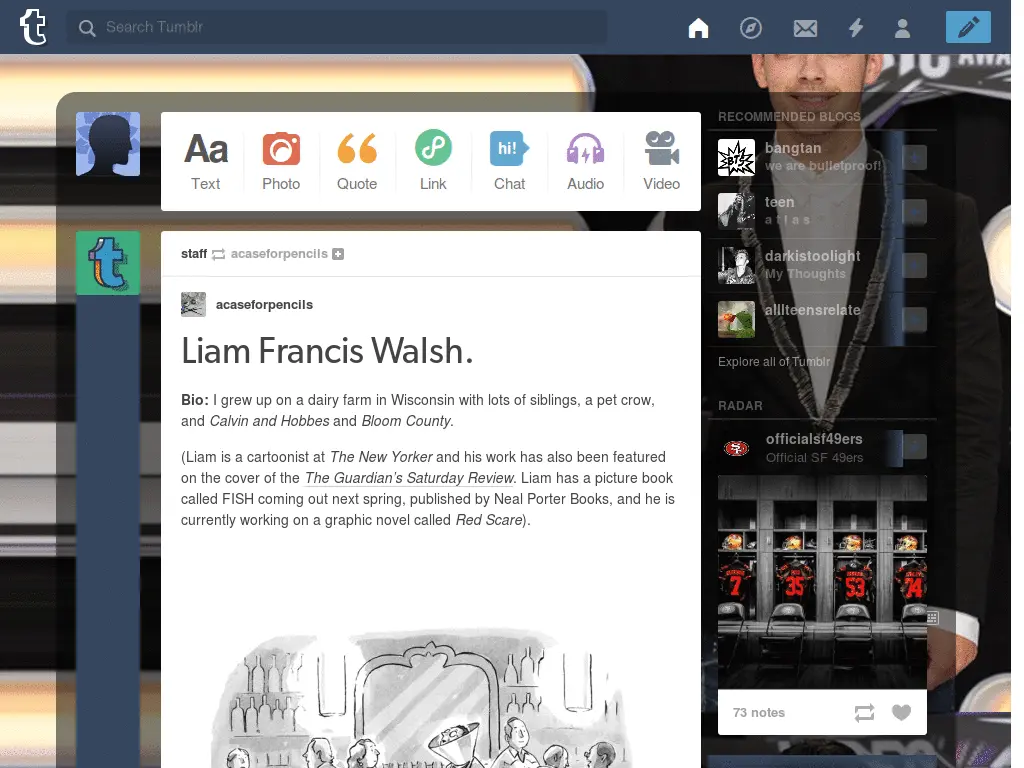 Search Tumblr
Aa
hi!
Text
Photo
Quote
Link
Chat
Audio
Video
staff acaseforpencils
acaseforpencils
Liam Francis Walsh.
Bio: I grew up on a dairy farm in Wisconsin with lots of siblings, a pet crow,
and Calvin and Hobbes and Bloom County.
(Liam is a cartoonist at The New Yorker and his work has also been featured
on the cover of the The Guardian's Saturday Review. Liam has a picture book
called FISH coming out next spring, published by Neal Porter Books, and he is
currently working on a graphic novel called Red Scare).
RECOMMENDED BLOGS
BTS
bangtan
we are bulletproof!
teen
a t l a s
darkistoolight
My Thoughts
allteensrelate
Explore all of Tumblr
RADAR
SF
officialsf49ers
Official SF 49ers
7
35
53
74
73 notes